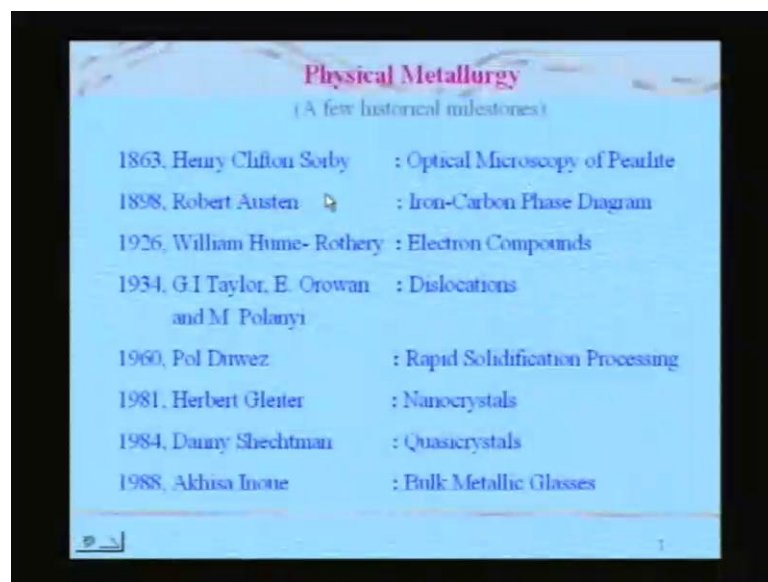 Physical Metallurgy
(A few historical milestones)
1863, Henry Clifton Sorby : Optical Microscopy of Pearlite
1898, Robert Austen : Iron-Carbon Phase Diagram
1926, William Hume- Rothery : Electron Compounds
1934, G.I Taylor, E. Orowan : Dislocations
and M Polanyi
1960, Pol Duwez : Rapid Solidification Processing
1981, Herbert Gleiter : Nanocrystals
1984, Danny Shechtman : Quasicrystals
1988, Akhisa Inoue : Bulk Metallic Glasses